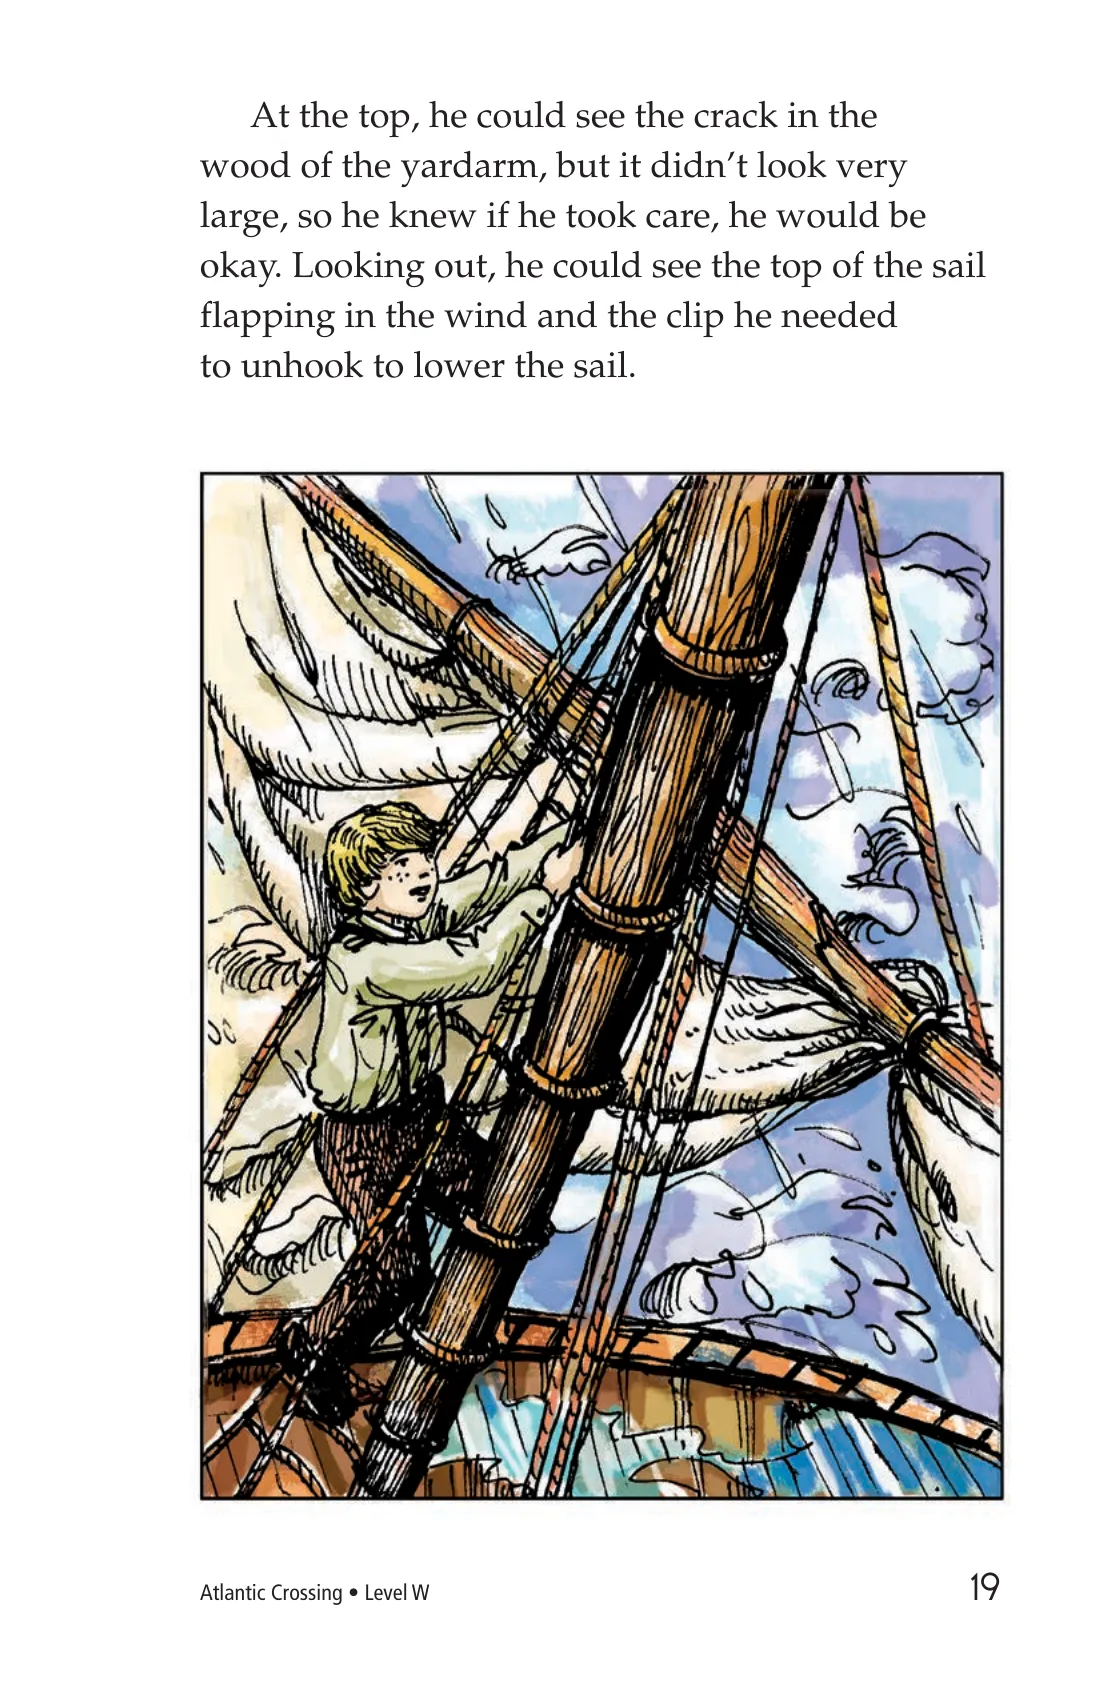 At the top, he could see the crack in the
wood of the yardarm, but it didn’t look very
large, so he knew if he took care, he would be
okay. Looking out, he could see the top of the sail
flapping in the wind and the clip he needed
to unhook to lower the sail.
Atlantic Crossing • Level W
19